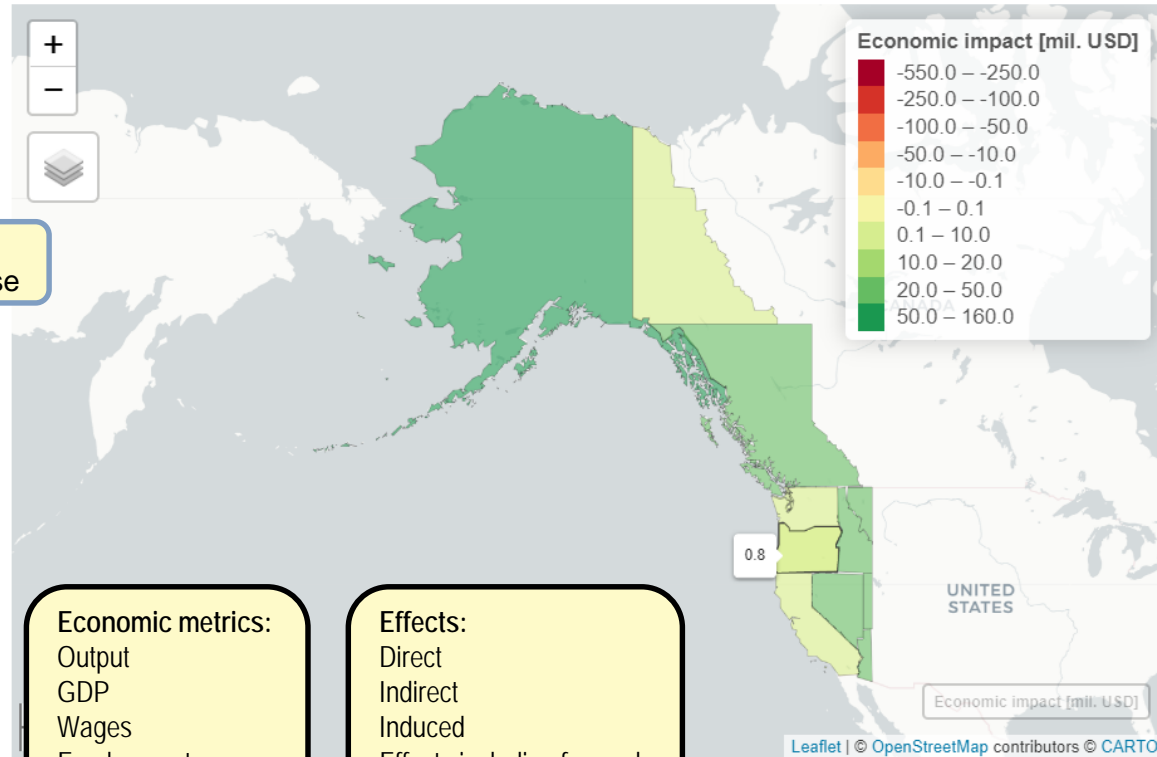 +
−
Economic impact [mil. USD]
-550.0 – -250.0
-250.0 – -100.0
-100.0 – -50.0
-50.0 – -10.0
-10.0 – -0.1
-0.1 – 0.1
0.1 – 10.0
10.0 – 20.0
20.0 – 50.0
50.0 – 160.0
CANADA
0.8
UNITED
STATES
Economic metrics:
Output
GDP
Wages
Effects:
Direct
Indirect
Induced
Economic impact [mil. USD]
Leaflet | © OpenStreetMap contributors © CARTO